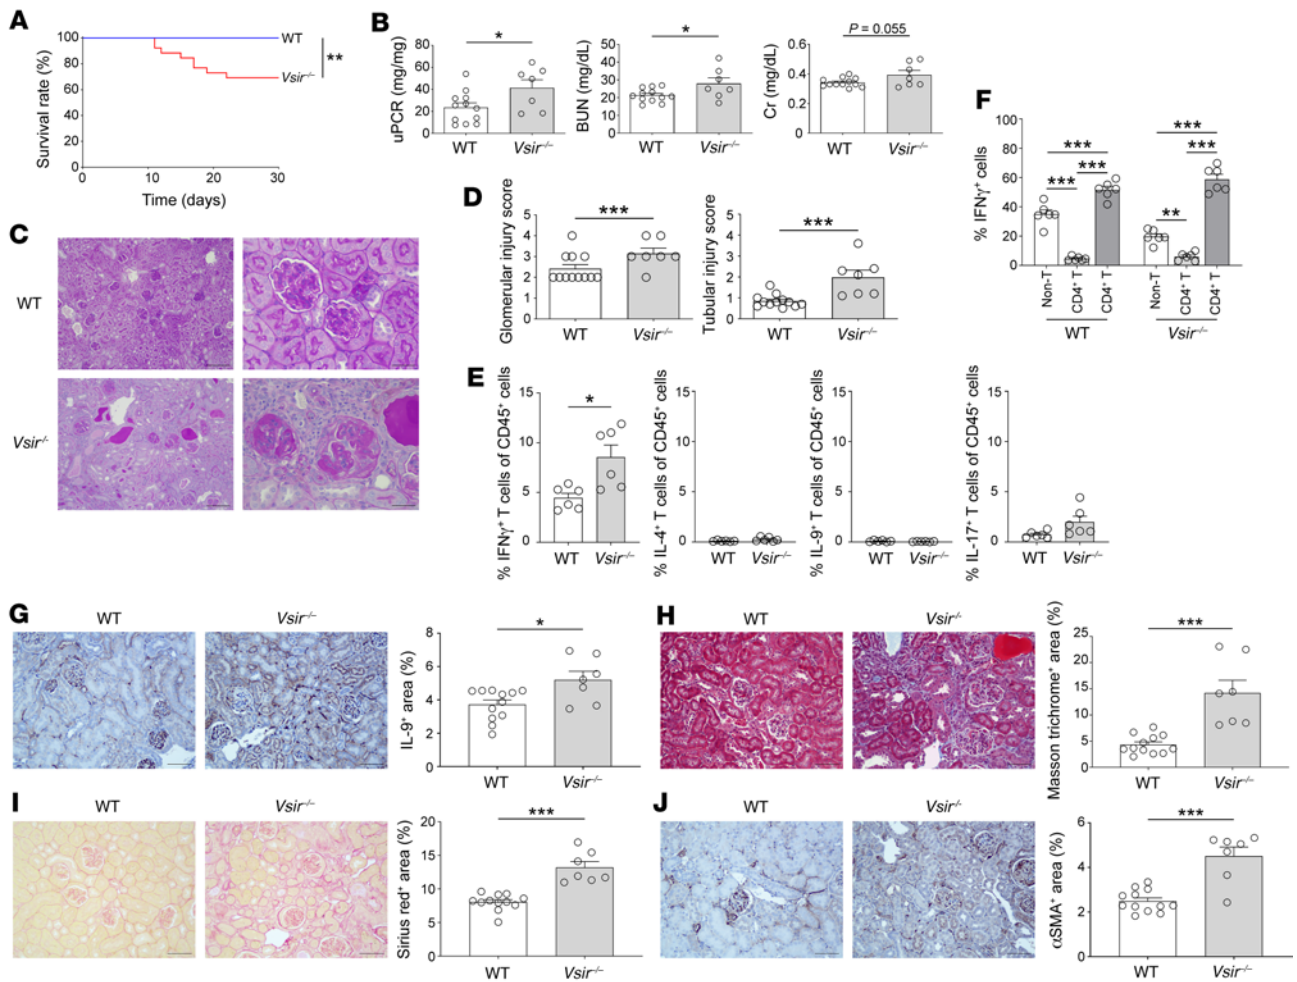 A
Survival rate (%)
100
80
60
40
20
0
0
10
20
30
Time (days)
WT
Vsir⁻/⁻
**
B
uPCR (mg/mg)
80
60
40
20
0
*
WT
Vsir⁻/⁻
BUN (mg/dL)
50
40
30
20
10
0
*
WT
Vsir⁻/⁻
Cr (mg/dL)
0.6
0.4
0.2
0
P = 0.055
WT
Vsir⁻/⁻
C
WT
Vsir⁻/⁻
D
Glomerular injury score
5
4
3
2
1
0
***
WT
Vsir⁻/⁻
Tubular injury score
5
4
3
2
1
0
***
WT
Vsir⁻/⁻
E
% IFNγ⁺ T cells of CD45⁺ cells
15
10
5
0
*
WT
Vsir⁻/⁻
% IL-4⁺ T cells of CD45⁺ cells
15
10
5
0
WT
Vsir⁻/⁻
% IL-9⁺ T cells of CD45⁺ cells
15
10
5
0
WT
Vsir⁻/⁻
% IL-17⁺ T cells of CD45⁺ cells
15
10
5
0
WT
Vsir⁻/⁻
F
% IFNγ⁺ cells
100
80
60
40
20
0
***
***
***
***
***
**
Non-T
CD4⁺ T
CD4⁺ T
Non-T
CD4⁺ T
CD4⁺ T
WT
Vsir⁻/⁻
G
WT
Vsir⁻/⁻
IL-9⁺ area (%)
8
6
4
2
0
*
WT
Vsir⁻/⁻
H
WT
Vsir⁻/⁻
Masson trichrome⁺ area (%)
25
20
15
10
5
0
***
WT
Vsir⁻/⁻
I
WT
Vsir⁻/⁻
Sirius red⁺ area (%)
20
15
10
5
0
***
WT
Vsir⁻/⁻
J
WT
Vsir⁻/⁻
αSMA⁺ area (%)
6
4
2
0
***
WT
Vsir⁻/⁻